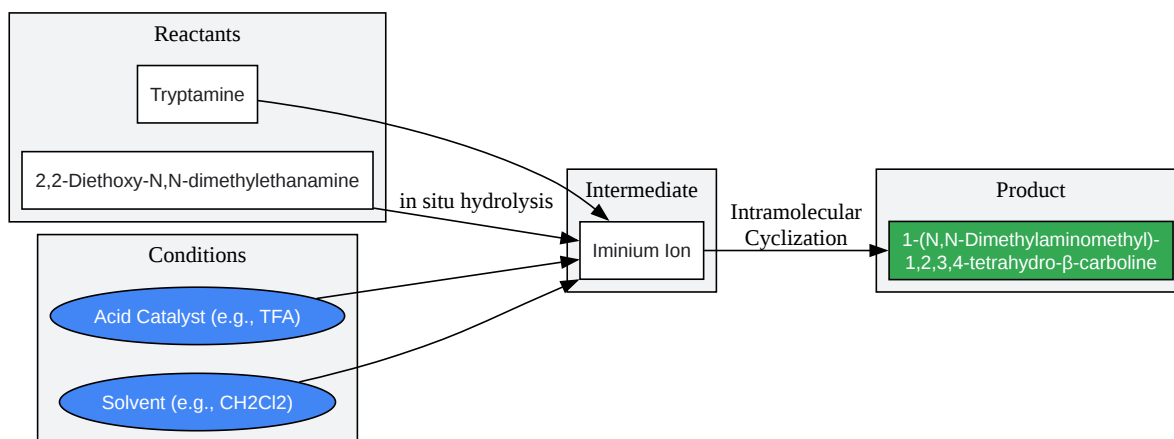 Reactants
Tryptamine
2,2-Diethoxy-N,N-dimethylethanamine
in situ hydrolysis
Conditions
Acid Catalyst (e.g., TFA)
Solvent (e.g., CH2Cl2)
Intermediate
Iminium Ion
Intramolecular
Cyclization
Product
1-(N,N-Dimethylaminomethyl)-
1,2,3,4-tetrahydro-β-carboline